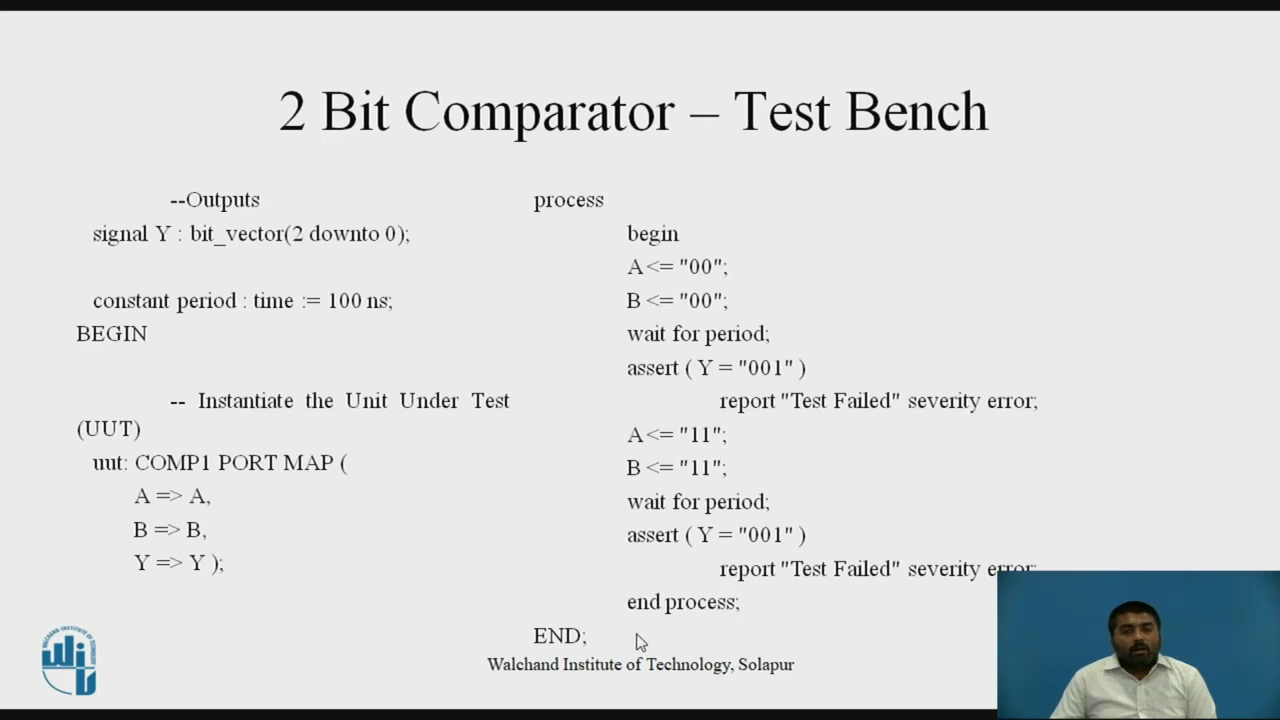 2 Bit Comparator – Test Bench
--Outputs
signal Y : bit_vector(2 downto 0);
constant period : time := 100 ns;
BEGIN
-- Instantiate the Unit Under Test
(UUT)
uut: COMP1 PORT MAP (
A => A,
B => B,
Y => Y );
process
begin
A <= "00";
B <= "00";
wait for period;
assert ( Y = "001" )
report "Test Failed" severity error;
A <= "11";
B <= "11";
wait for period;
assert ( Y = "001" )
report "Test Failed" severity error;
end process;
END;
Walchand Institute of Technology, Solapur